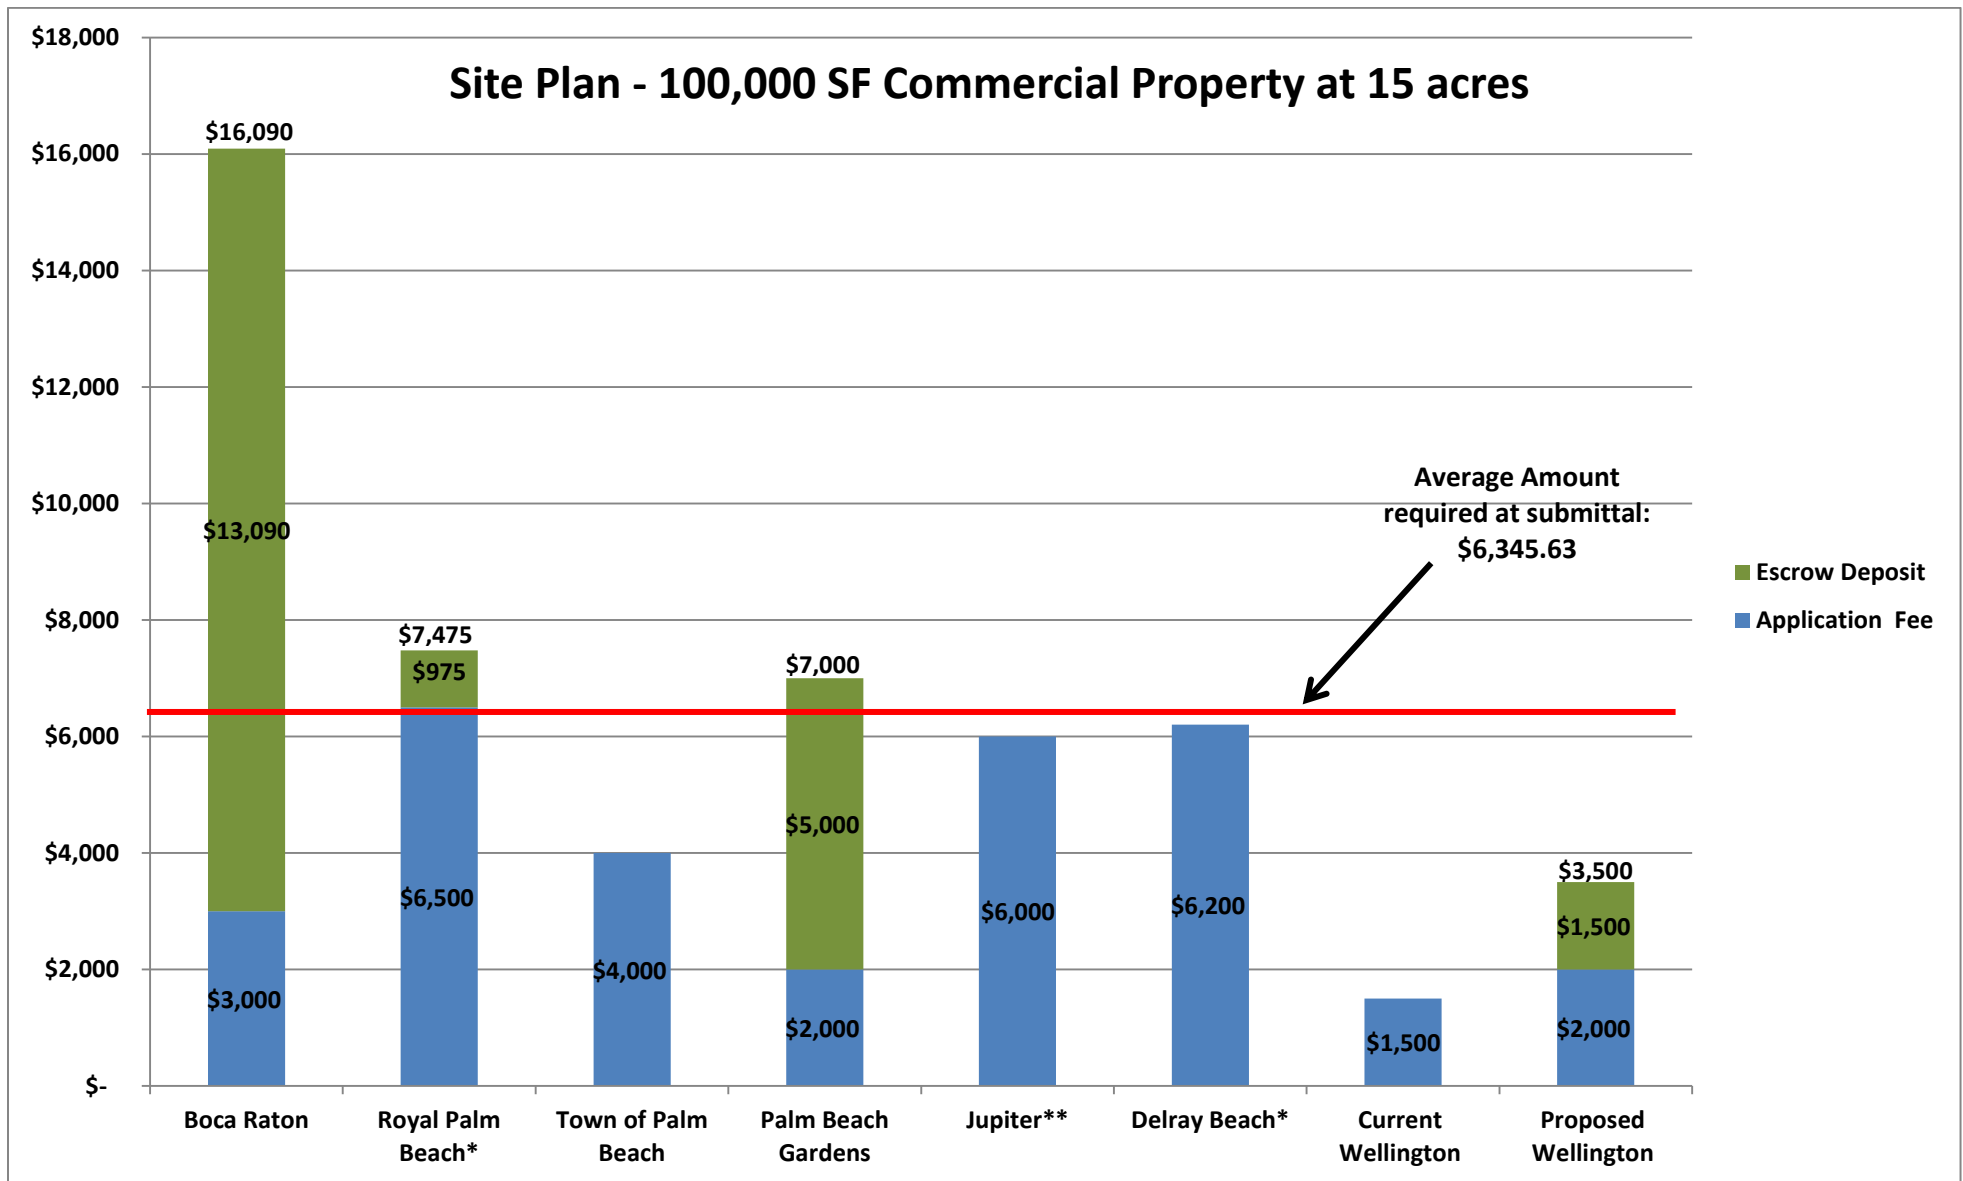 Site Plan - 100,000 SF Commercial Property at 15 acres
$18,000
$16,000
$14,000
$12,000
$10,000
$8,000
$6,000
$4,000
$2,000
$-
$16,090
$13,090
$3,000
$7,475
$975
$6,500
$4,000
$7,000
$5,000
$2,000
$6,000
$6,200
$1,500
$3,500
$1,500
$2,000
Average Amount
required at submittal:
$6,345.63
Escrow Deposit
Application Fee
Boca Raton
Royal Palm
Beach*
Town of Palm
Beach
Palm Beach
Gardens
Jupiter**
Delray Beach*
Current
Wellington
Proposed
Wellington